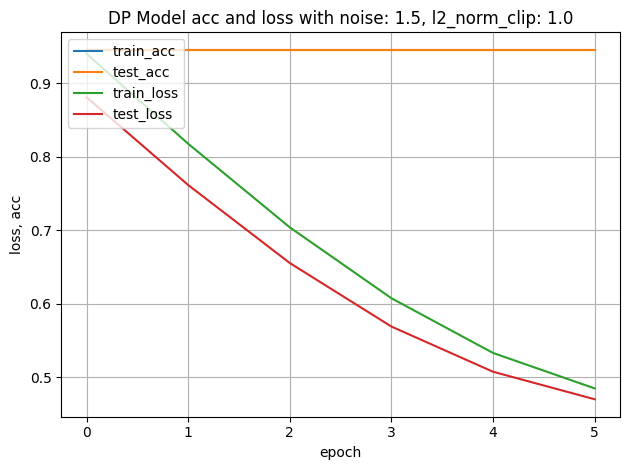 DP Model acc and loss with noise: 1.5, l2_norm_clip: 1.0
train_acc
test_acc
train_loss
test_loss
loss, acc
0.9
0.8
0.7
0.6
0.5
0 1 2 3 4 5
epoch